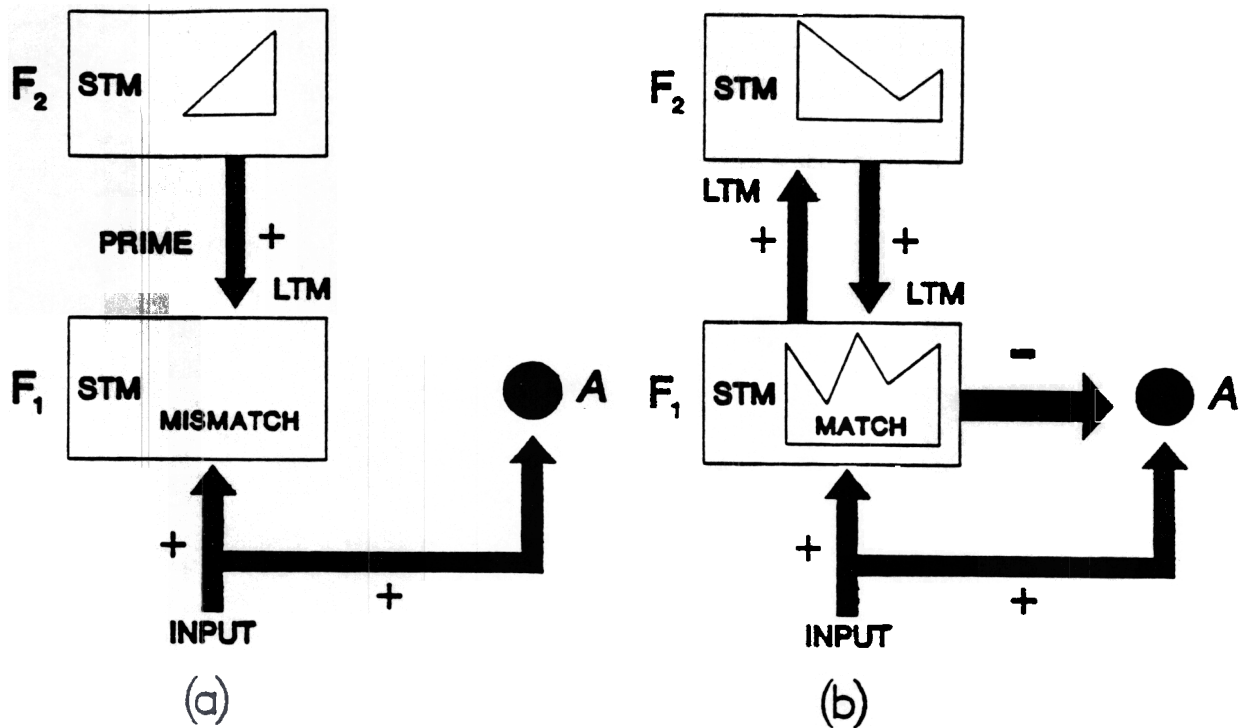 F2
STM
PRIME
+
LTM
F1
STM
MISMATCH
A
+
+
INPUT
(a)
F2
STM
LTM
+
+
LTM
F1
STM
MATCH
-
A
+
+
INPUT
(b)